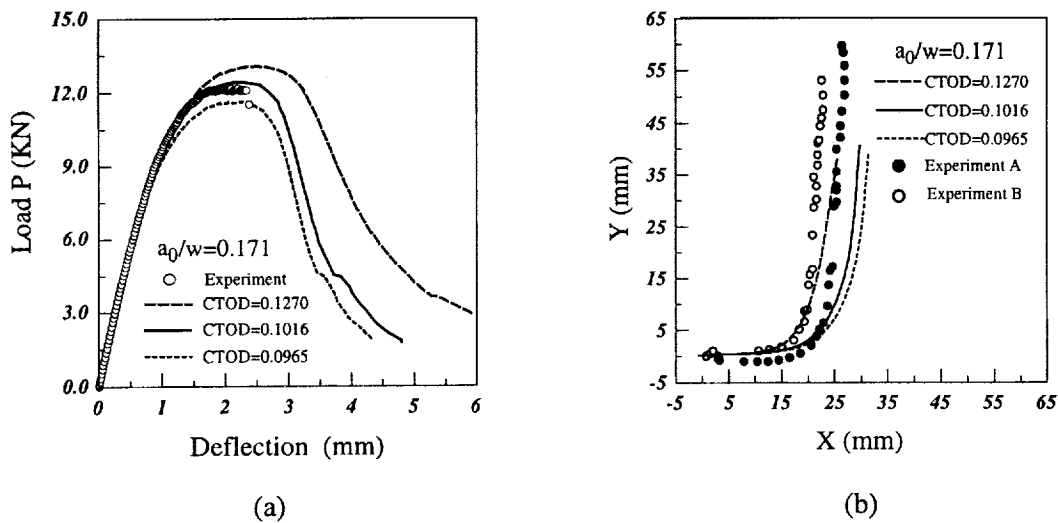 15.0
12.0
9.0
6.0
3.0
0.0
Load P (KN)
a0/w=0.171
Experiment
CTOD=0.1270
CTOD=0.1016
CTOD=0.0965
0 1 2 3 4 5 6
Deflection (mm)
(a)
65
55
45
35
25
15
5
-5
Y (mm)
a0/w=0.171
CTOD=0.1270
CTOD=0.1016
CTOD=0.0965
Experiment A
Experiment B
-5 5 15 25 35 45 55 65
X (mm)
(b)